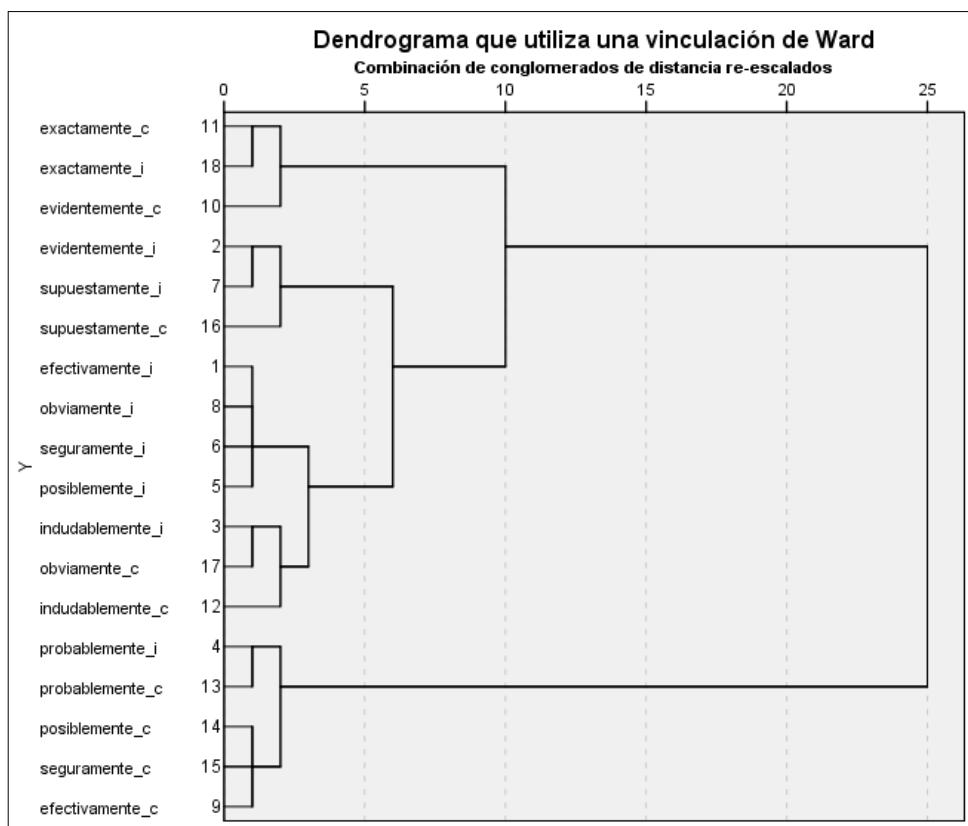 Dendrograma que utiliza una vinculación de Ward
Combinación de conglomerados de distancia re-escalados
0 5 10 15 20 25
exactamente_c 11
exactamente_i 18
evidentemente_c 10
evidentemente_i 2
supuestamente_i 7
supuestamente_c 16
efectivamente_i 1
obviamente_i 8
seguramente_i 6
Y
posiblemente_i 5
indudablemente_i 3
obviamente_c 17
indudablemente_c 12
probablemente_i 4
probablemente_c 13
posiblemente_c 14
seguramente_c 15
efectivamente_c 9